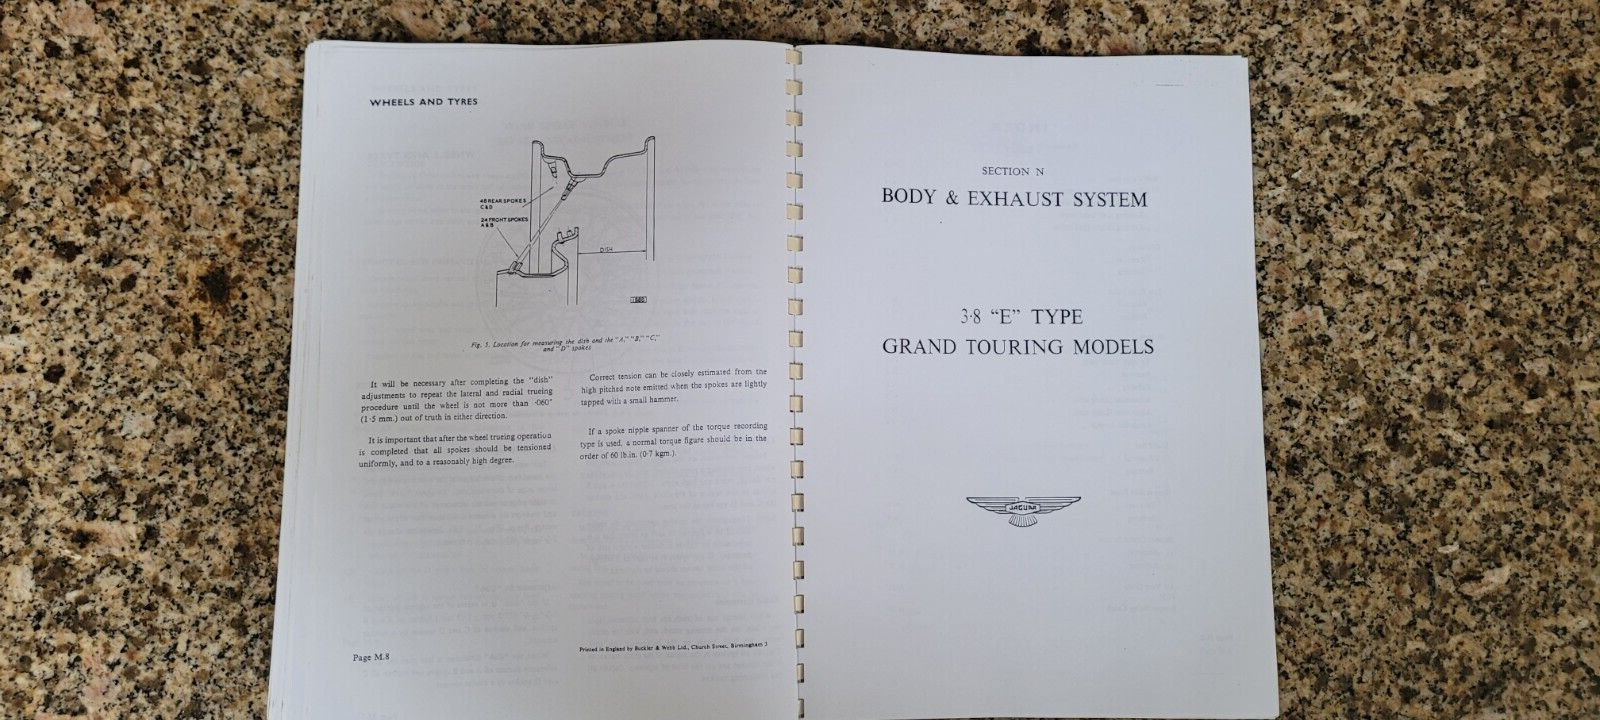 WHEELS AND TYRES
48 REAR SPOKES
C & D
24 FRONT SPOKES
A & B
DISH
Fig. 5. Location for measuring the dish and the "A," "B," "C,"
and "D" spokes
It will be necessary after completing the "dish"
adjustments to repeat the lateral and radial trueing
procedure until the wheel is not more than ·060"
(1·5 mm.) out of truth in either direction.
It is important that after the wheel trueing operation
is completed that all spokes should be tensioned
uniformly, and to a reasonably high degree.
Correct tension can be closely estimated from the
high pitched note emitted when the spokes are lightly
tapped with a small hammer.
If a spoke nipple spanner of the torque recording
type is used, a normal torque figure should be in the
order of 60 lb.in. (0·7 kgm.).
Page M.8
Printed in England by Buckler & Webb Ltd., Church Street, Birmingham 3
SECTION N
BODY & EXHAUST SYSTEM
3·8 "E" TYPE
GRAND TOURING MODELS
JAGUAR